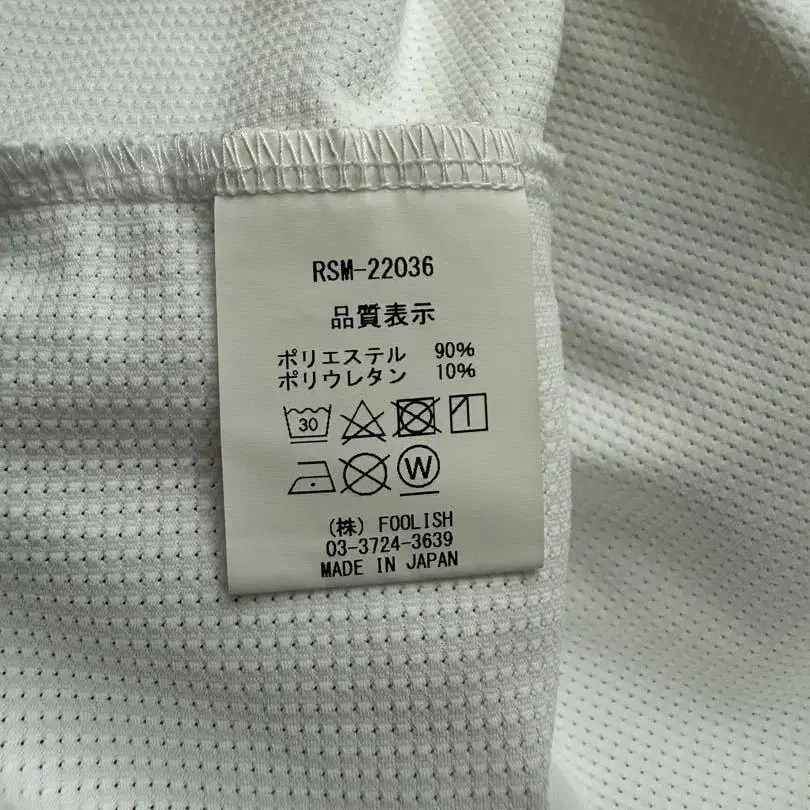 RSM-22036
品質表示
ポリエステル 90%
ポリウレタン 10%
30
W
(株) FOOLISH
03-3724-3639
MADE IN JAPAN